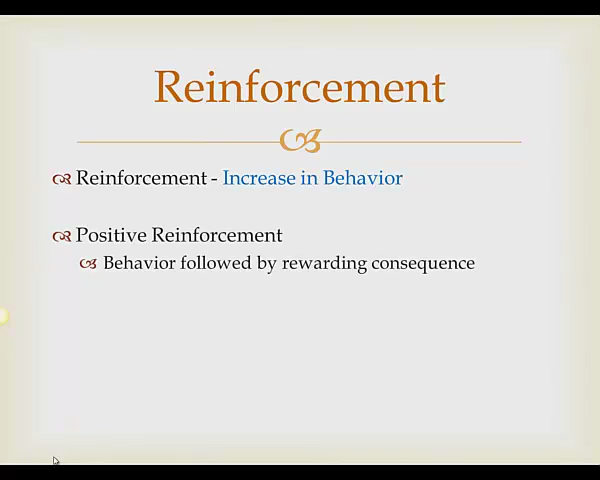 Reinforcement
Reinforcement - Increase in Behavior
Positive Reinforcement
Behavior followed by rewarding consequence